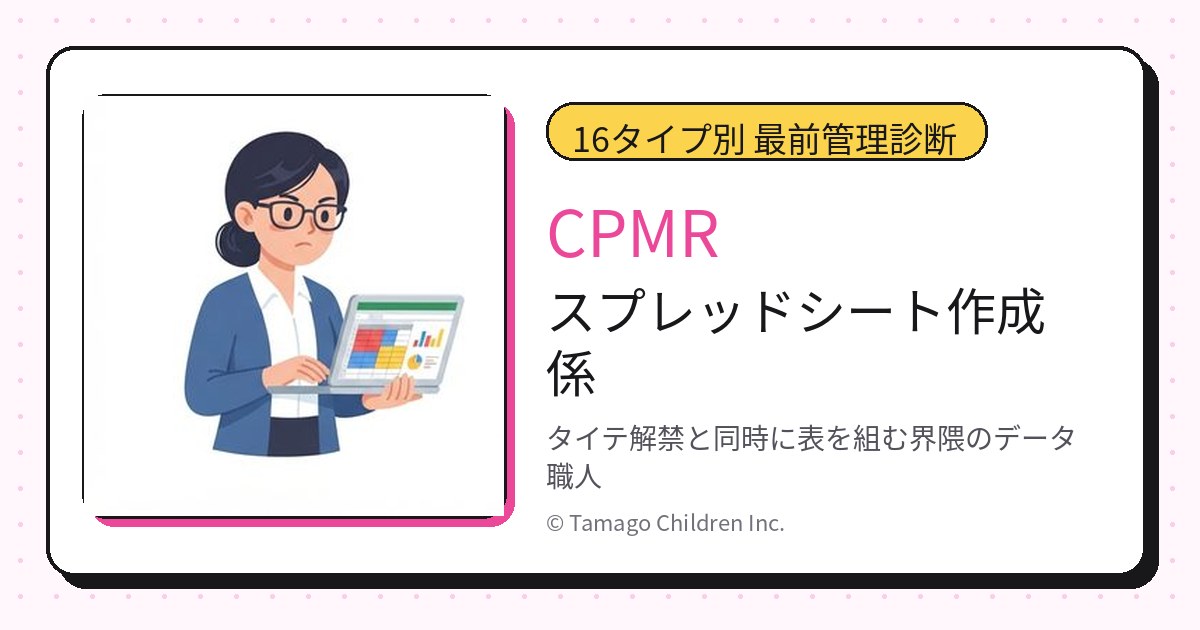 16タイプ別 最前管理診断
CPMR
スプレッドシート作成
係
タイテ解禁と同時に表を組む界隈のデータ
職人
© Tamago Children Inc.